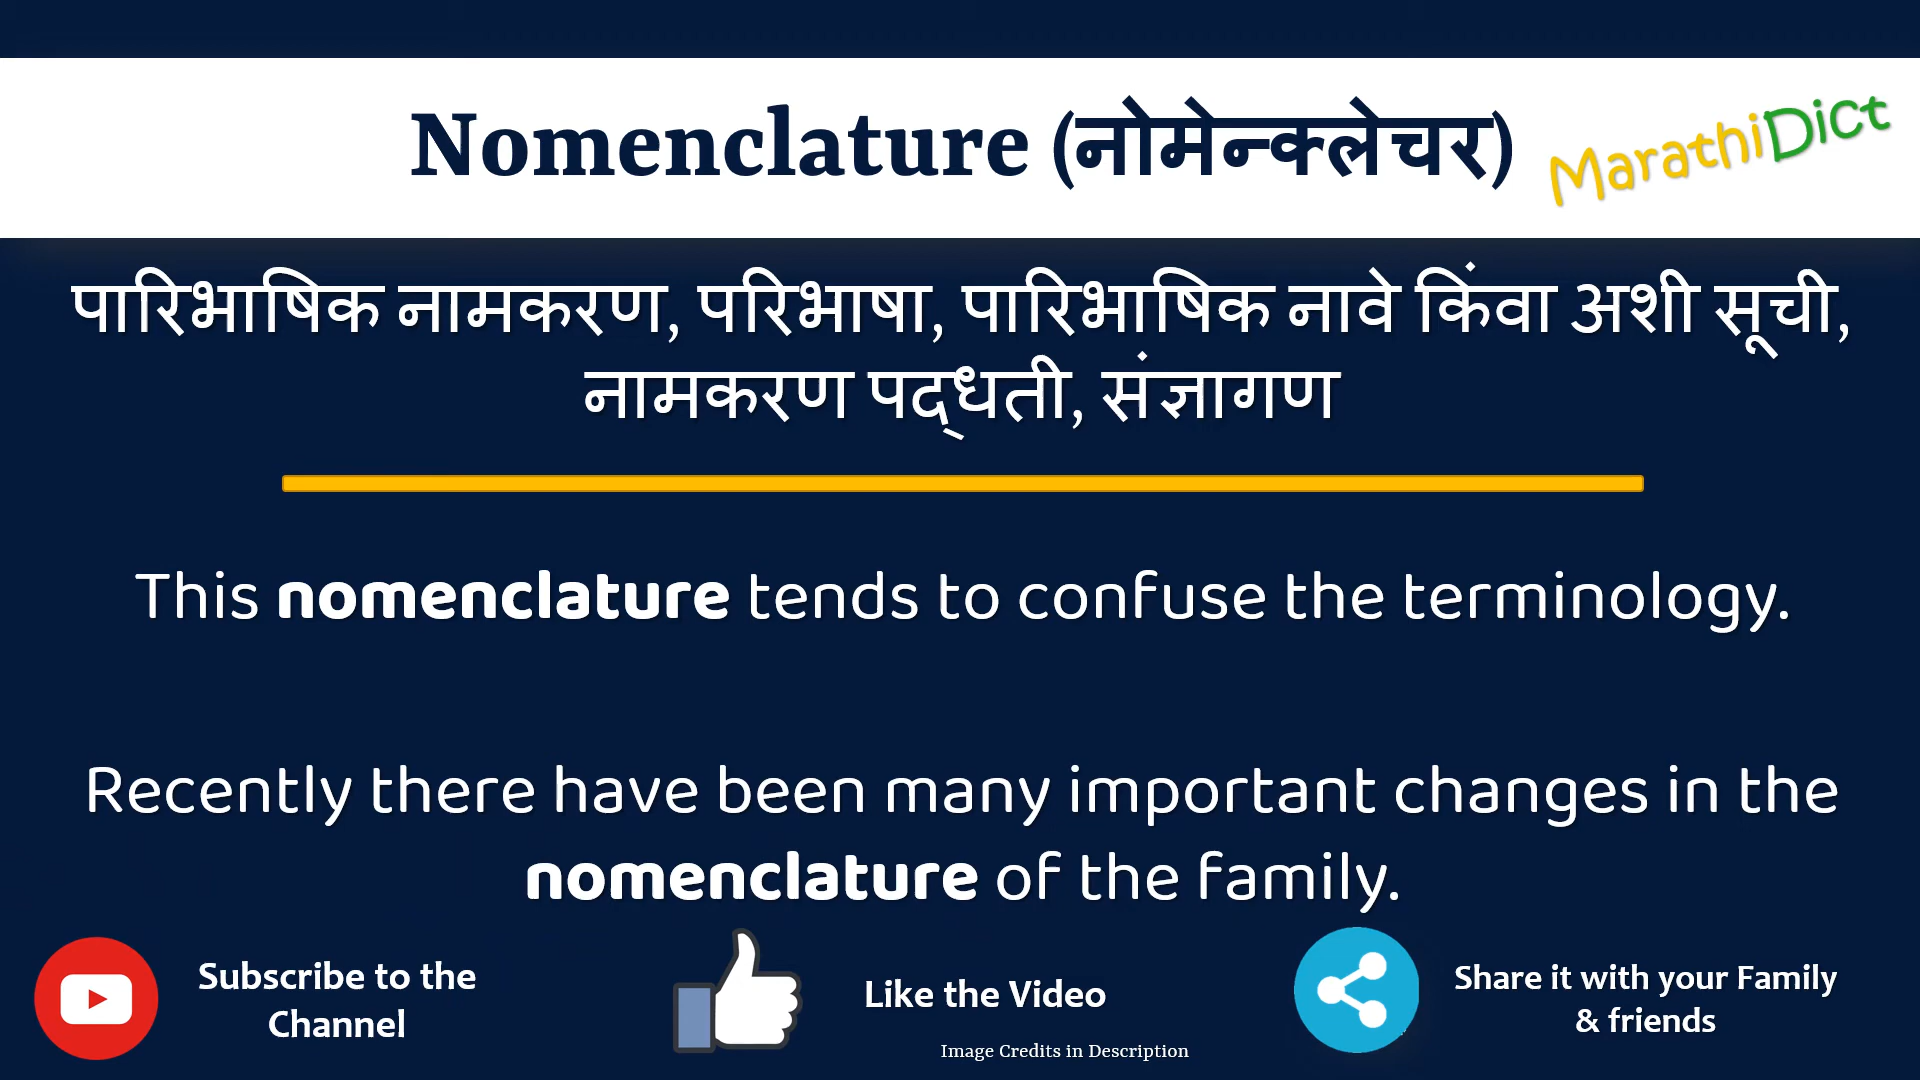 Nomenclature (नोमेन्क्लेचर)
MarathiDict
पारिभाषिक नामकरण, परिभाषा, पारिभाषिक नावे किंवा अशी सूची,
नामकरण पद्धती, संज्ञागण
This nomenclature tends to confuse the terminology.
Recently there have been many important changes in the
nomenclature of the family.
Subscribe to the
Channel
Like the Video
Share it with your Family
& friends
Image Credits in Description